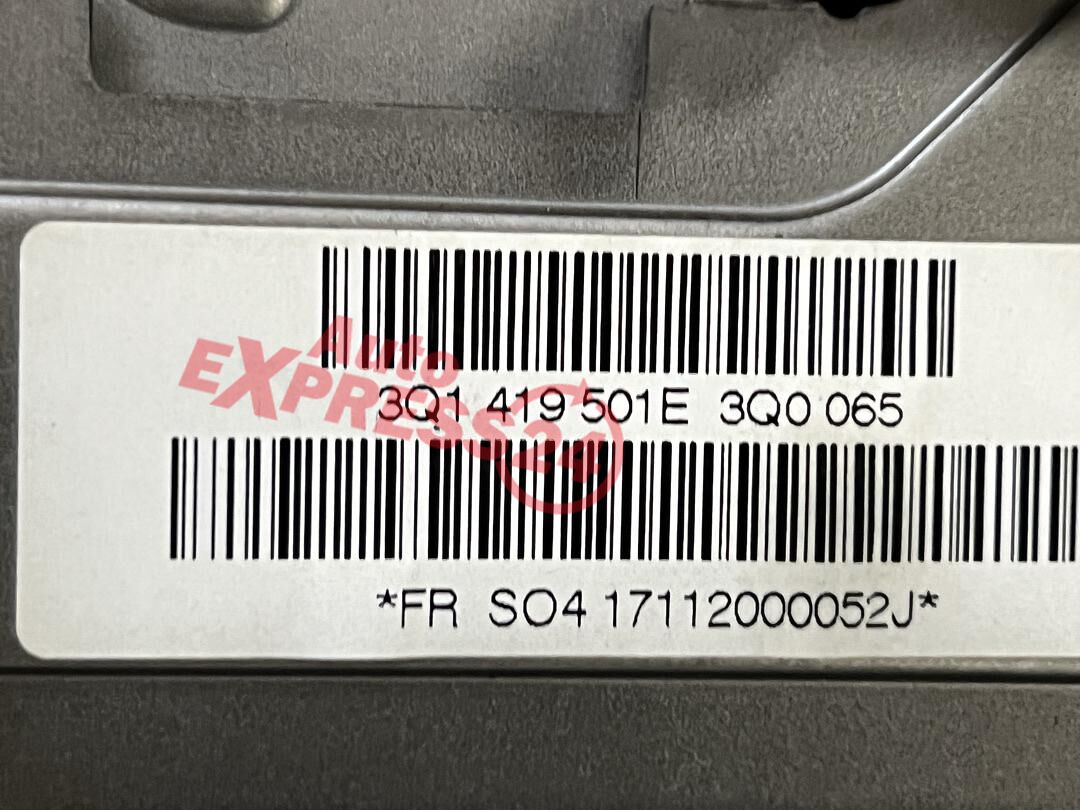 Auto
EXPRESS24
3Q1 419 501E 3Q0 065
*FR SO4 17112000052J*